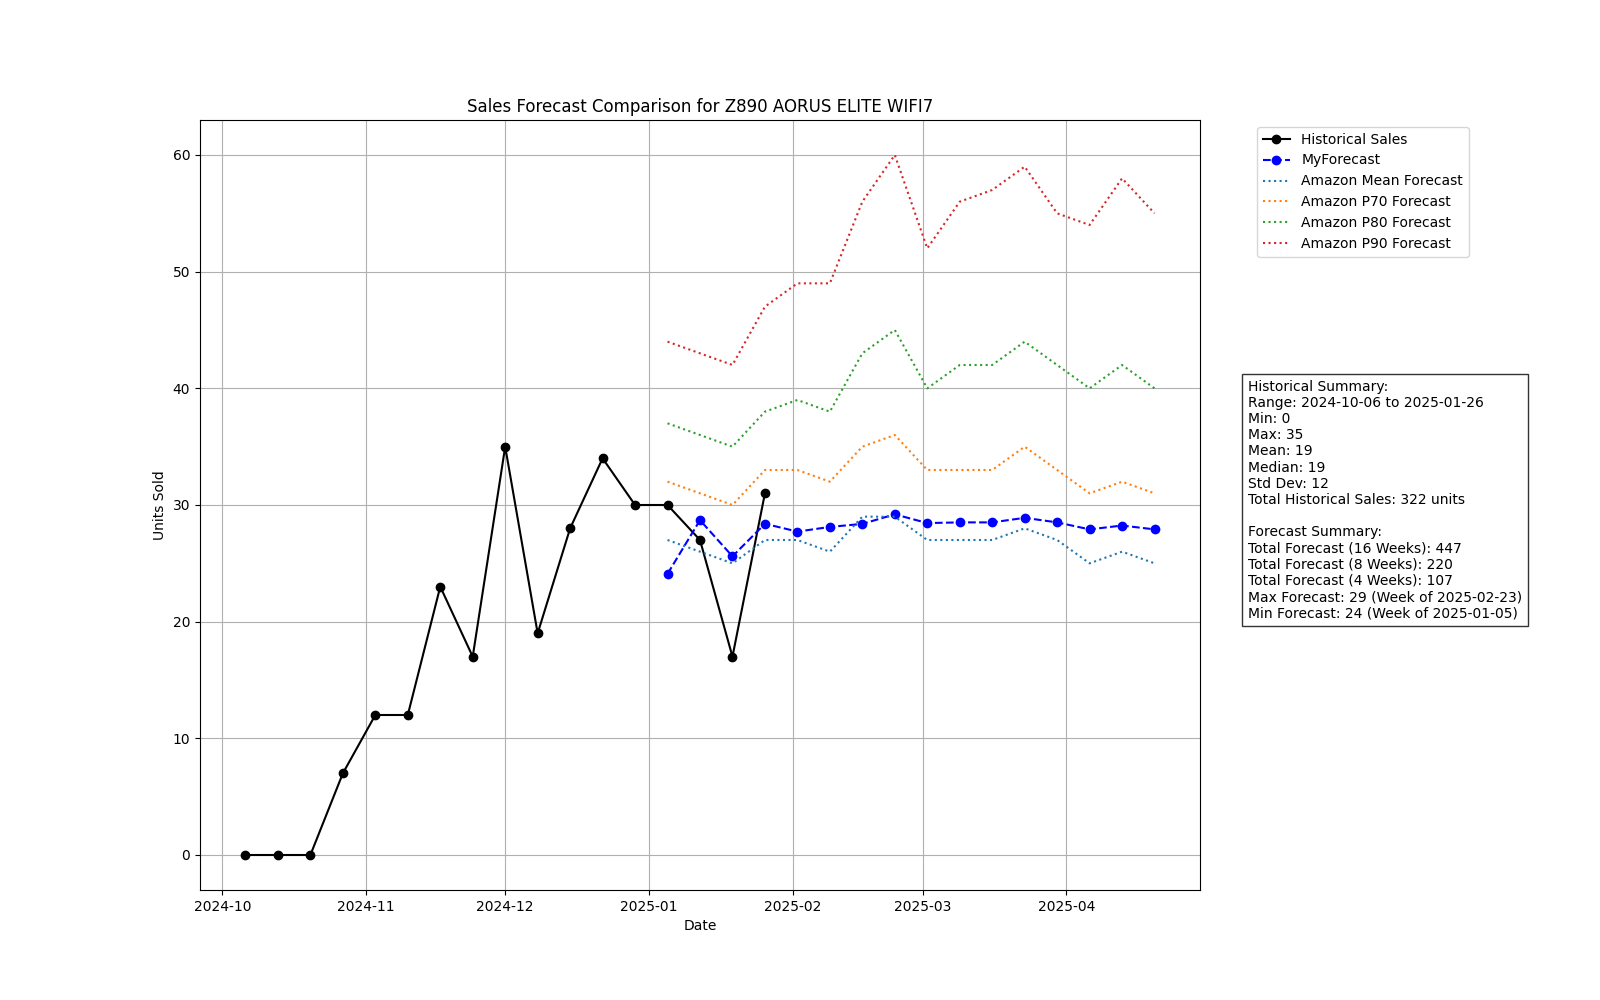 Sales Forecast Comparison for Z890 AORUS ELITE WIFI7
Units Sold
60
50
40
30
20
10
0
2024-10 2024-11 2024-12 2025-01 2025-02 2025-03 2025-04
Date
Historical Sales
MyForecast
Amazon Mean Forecast
Amazon P70 Forecast
Amazon P80 Forecast
Amazon P90 Forecast
Historical Summary:
Range: 2024-10-06 to 2025-01-26
Min: 0
Max: 35
Mean: 19
Median: 19
Std Dev: 12
Total Historical Sales: 322 units
Forecast Summary:
Total Forecast (16 Weeks): 447
Total Forecast (8 Weeks): 220
Total Forecast (4 Weeks): 107
Max Forecast: 29 (Week of 2025-02-23)
Min Forecast: 24 (Week of 2025-01-05)